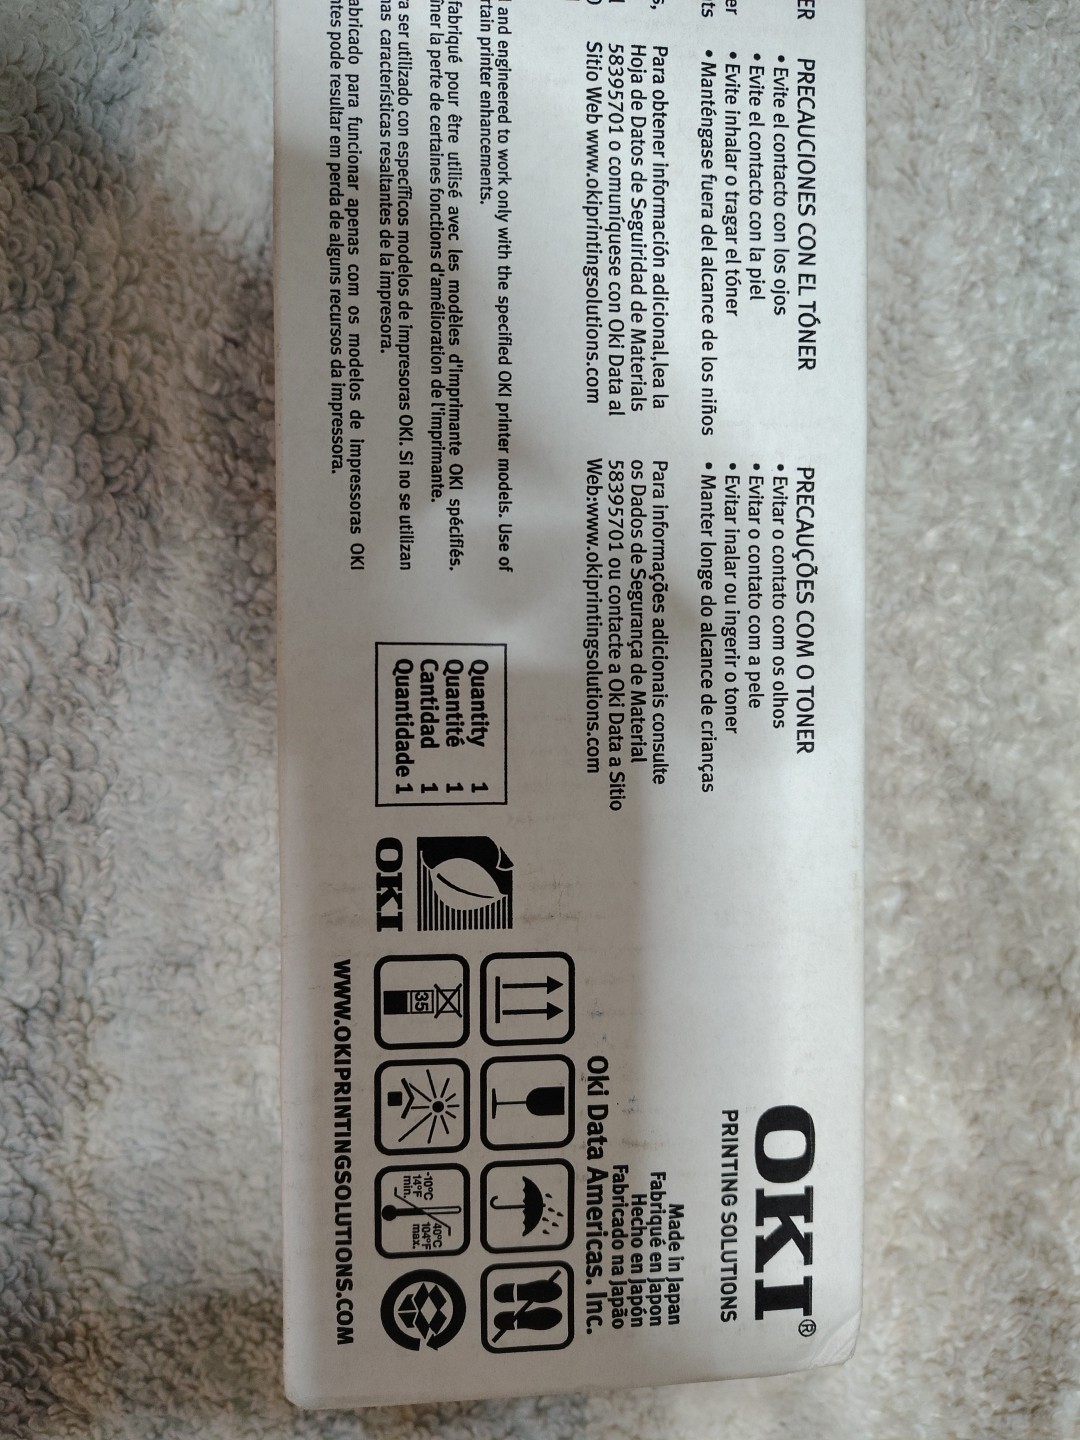 ER
er
ts
PRECAUCIONES CON EL TÓNER
• Evite el contacto con los ojos
• Evite el contacto con la piel
• Evite inhalar o tragar el tóner
• Manténgase fuera del alcance de los niños
Para obtener información adicional,lea la
Hoja de Datos de Seguiridad de Materials
58395701 o comuníquese con Oki Data al
Sitio Web www.okiprintingsolutions.com
PRECAUÇÕES COM O TONER
• Evitar o contato com os olhos
• Evitar o contato com a pele
• Evitar inalar ou ingerir o toner
• Manter longe do alcance de crianças
Para informações adicionais consulte
os Dados de Segurança de Material
58395701 ou contacte a Oki Data a Sitio
Web:www.okiprintingsolutions.com
OKI®
PRINTING SOLUTIONS
Made in Japan
Fabriqué en Japon
Hecho en Japón
Fabricado na Japão
Oki Data Americas. Inc.
and engineered to work only with the specified OKI printer models. Use of
rtain printer enhancements.
fabriqué pour être utilisé avec les modèles d'imprimante OKI spécifiés.
îner la perte de certaines fonctions d'amélioration de l'imprimante.
a ser utilizado con específicos modelos de impresoras OKI. Si no se utilizan
nas características resaltantes de la impresora.
abricado para funcionar apenas com os modelos de impressoras OKI
ntes pode resultar em perda de alguns recursos da impressora.
Quantity 1
Quantité 1
Cantidad 1
Quantidade 1
OKI
35
-10°C
14°F
min.
40°C
104°F
max.
WWW.OKIPRINTINGSOLUTIONS.COM